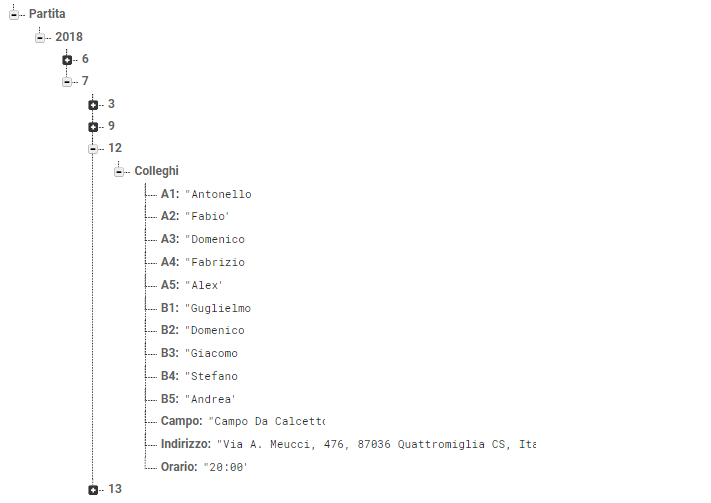 Partita
2018
6
7
3
9
12
Colleghi
A1: "Antonello
A2: "Fabio"
A3: "Domenico
A4: "Fabrizio
A5: "Alex"
B1: "Guglielmo
B2: "Domenico
B3: "Giacomo
B4: "Stefano
B5: "Andrea"
Campo: "Campo Da Calcetto
Indirizzo: "Via A. Meucci, 476, 87036 Quattromiglia CS, Ita
Orario: "20:00"
13